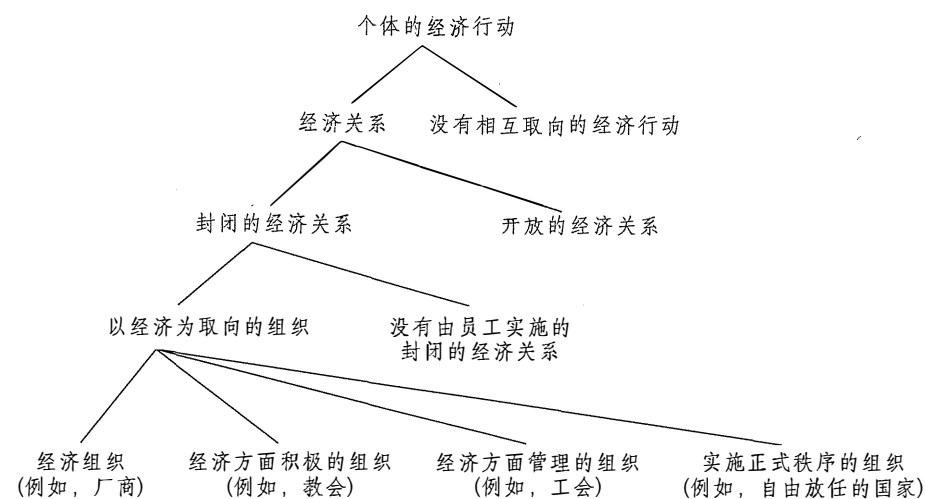 个体的经济行动
经济关系 没有相互取向的经济行动
封闭的经济关系 开放的经济关系
以经济为取向的组织 没有由员工实施的
封闭的经济关系
经济组织 经济方面积极的组织 经济方面管理的组织 实施正式秩序的组织
(例如，厂商) (例如，教会) (例如，工会) (例如，自由放任的国家)